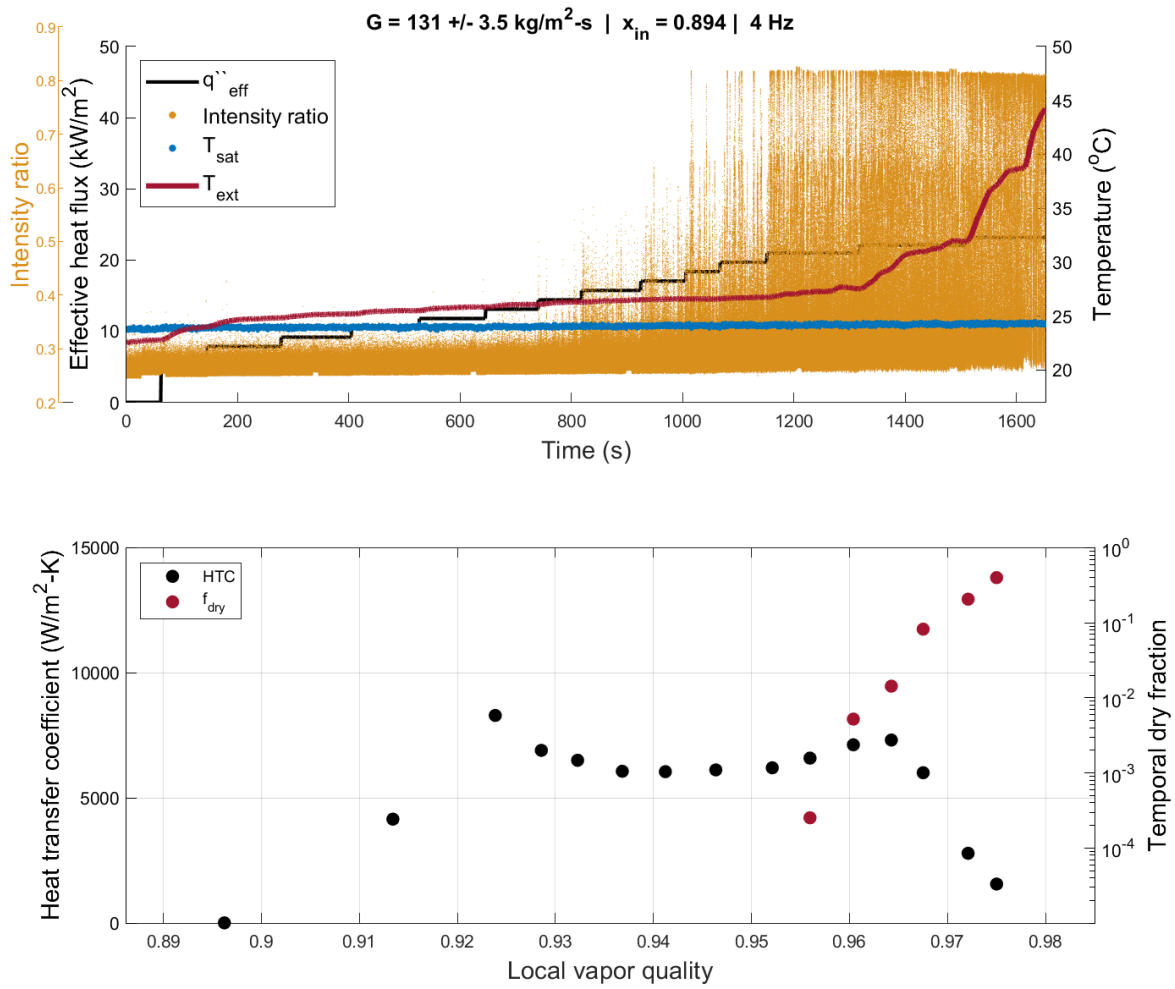 G = 131 +/- 3.5 kg/m²-s | x_in = 0.894 | 4 Hz
Intensity ratio
0.9
0.8
0.7
0.6
0.5
0.4
0.3
0.2
Effective heat flux (kW/m²)
50
40
30
20
10
0
q``_eff
Intensity ratio
T_sat
T_ext
50
45
40
35
30
25
20
Temperature (°C)
0 200 400 600 800 1000 1200 1400 1600
Time (s)
Heat transfer coefficient (W/m²-K)
15000
10000
5000
0
HTC
f_dry
10⁰
10⁻¹
10⁻²
10⁻³
10⁻⁴
Temporal dry fraction
0.89 0.9 0.91 0.92 0.93 0.94 0.95 0.96 0.97 0.98
Local vapor quality